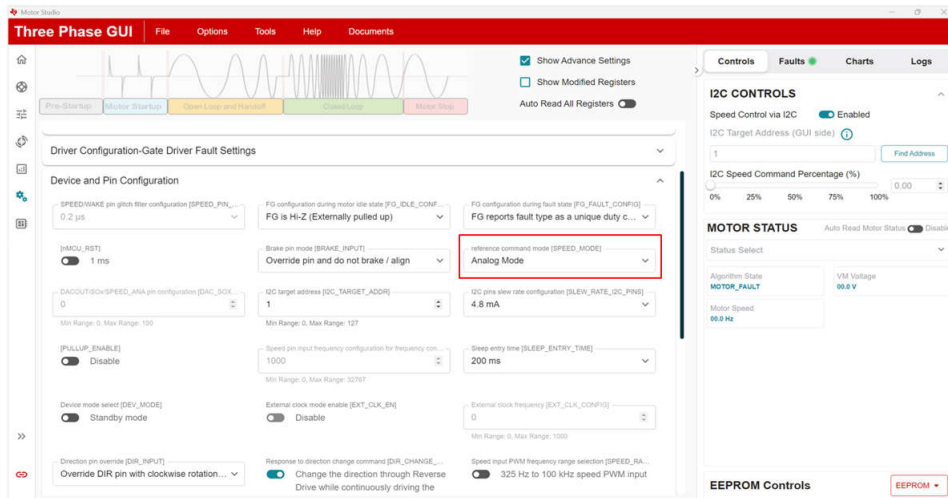 Motor Studio
Three Phase GUI File Options Tools Help Documents
Show Advance Settings
Show Modified Registers
Auto Read All Registers
Pre-Startup Motor Startup Open Loop and Handoff Closed Loop Motor Stop
Driver Configuration-Gate Driver Fault Settings
Device and Pin Configuration
SPEED/WAKE pin glitch filter configuration [SPEED_PIN_...
0.2 µs
FG configuration during motor idle state [FG_IDLE_CONF...
FG is Hi-Z (Externally pulled up)
FG configuration during fault state [FG_FAULT_CONFIG]
FG reports fault type as a unique duty c...
[nMCU_RST]
1 ms
Brake pin mode [BRAKE_INPUT]
Override pin and do not brake / align
reference command mode [SPEED_MODE]
Analog Mode
DACOUT/SOx/SPEED_ANA pin configuration [DAC_SOX...
0
Min Range: 0, Max Range: 100
I2C target address [I2C_TARGET_ADDR]
1
Min Range: 0, Max Range: 127
I2C pins slew rate configuration [SLEW_RATE_I2C_PINS]
4.8 mA
[PULLUP_ENABLE]
Disable
Speed pin input frequency configuration for frequency con...
1000
Min Range: 0, Max Range: 32767
Sleep entry time [SLEEP_ENTRY_TIME]
200 ms
Device mode select [DEV_MODE]
Standby mode
External clock mode enable [EXT_CLK_EN]
Disable
External clock frequency [EXT_CLK_CONFIG]
0
Min Range: 0, Max Range: 1000
Direction pin override [DIR_INPUT]
Override DIR pin with clockwise rotation...
Response to direction change command [DIR_CHANGE_...
Change the direction through Reverse
Drive while continuously driving the
Speed input PWM frequency range selection [SPEED_RA...
325 Hz to 100 kHz speed PWM input
Controls Faults Charts Logs
I2C CONTROLS
Speed Control via I2C Enabled
I2C Target Address (GUI side)
1 Find Address
I2C Speed Command Percentage (%)
0.00
0% 25% 50% 75% 100%
MOTOR STATUS Auto Read Motor Status Disable
Status Select
Algorithm State
MOTOR_FAULT
VM Voltage
00.0 V
Motor Speed
00.0 Hz
EEPROM Controls EEPROM